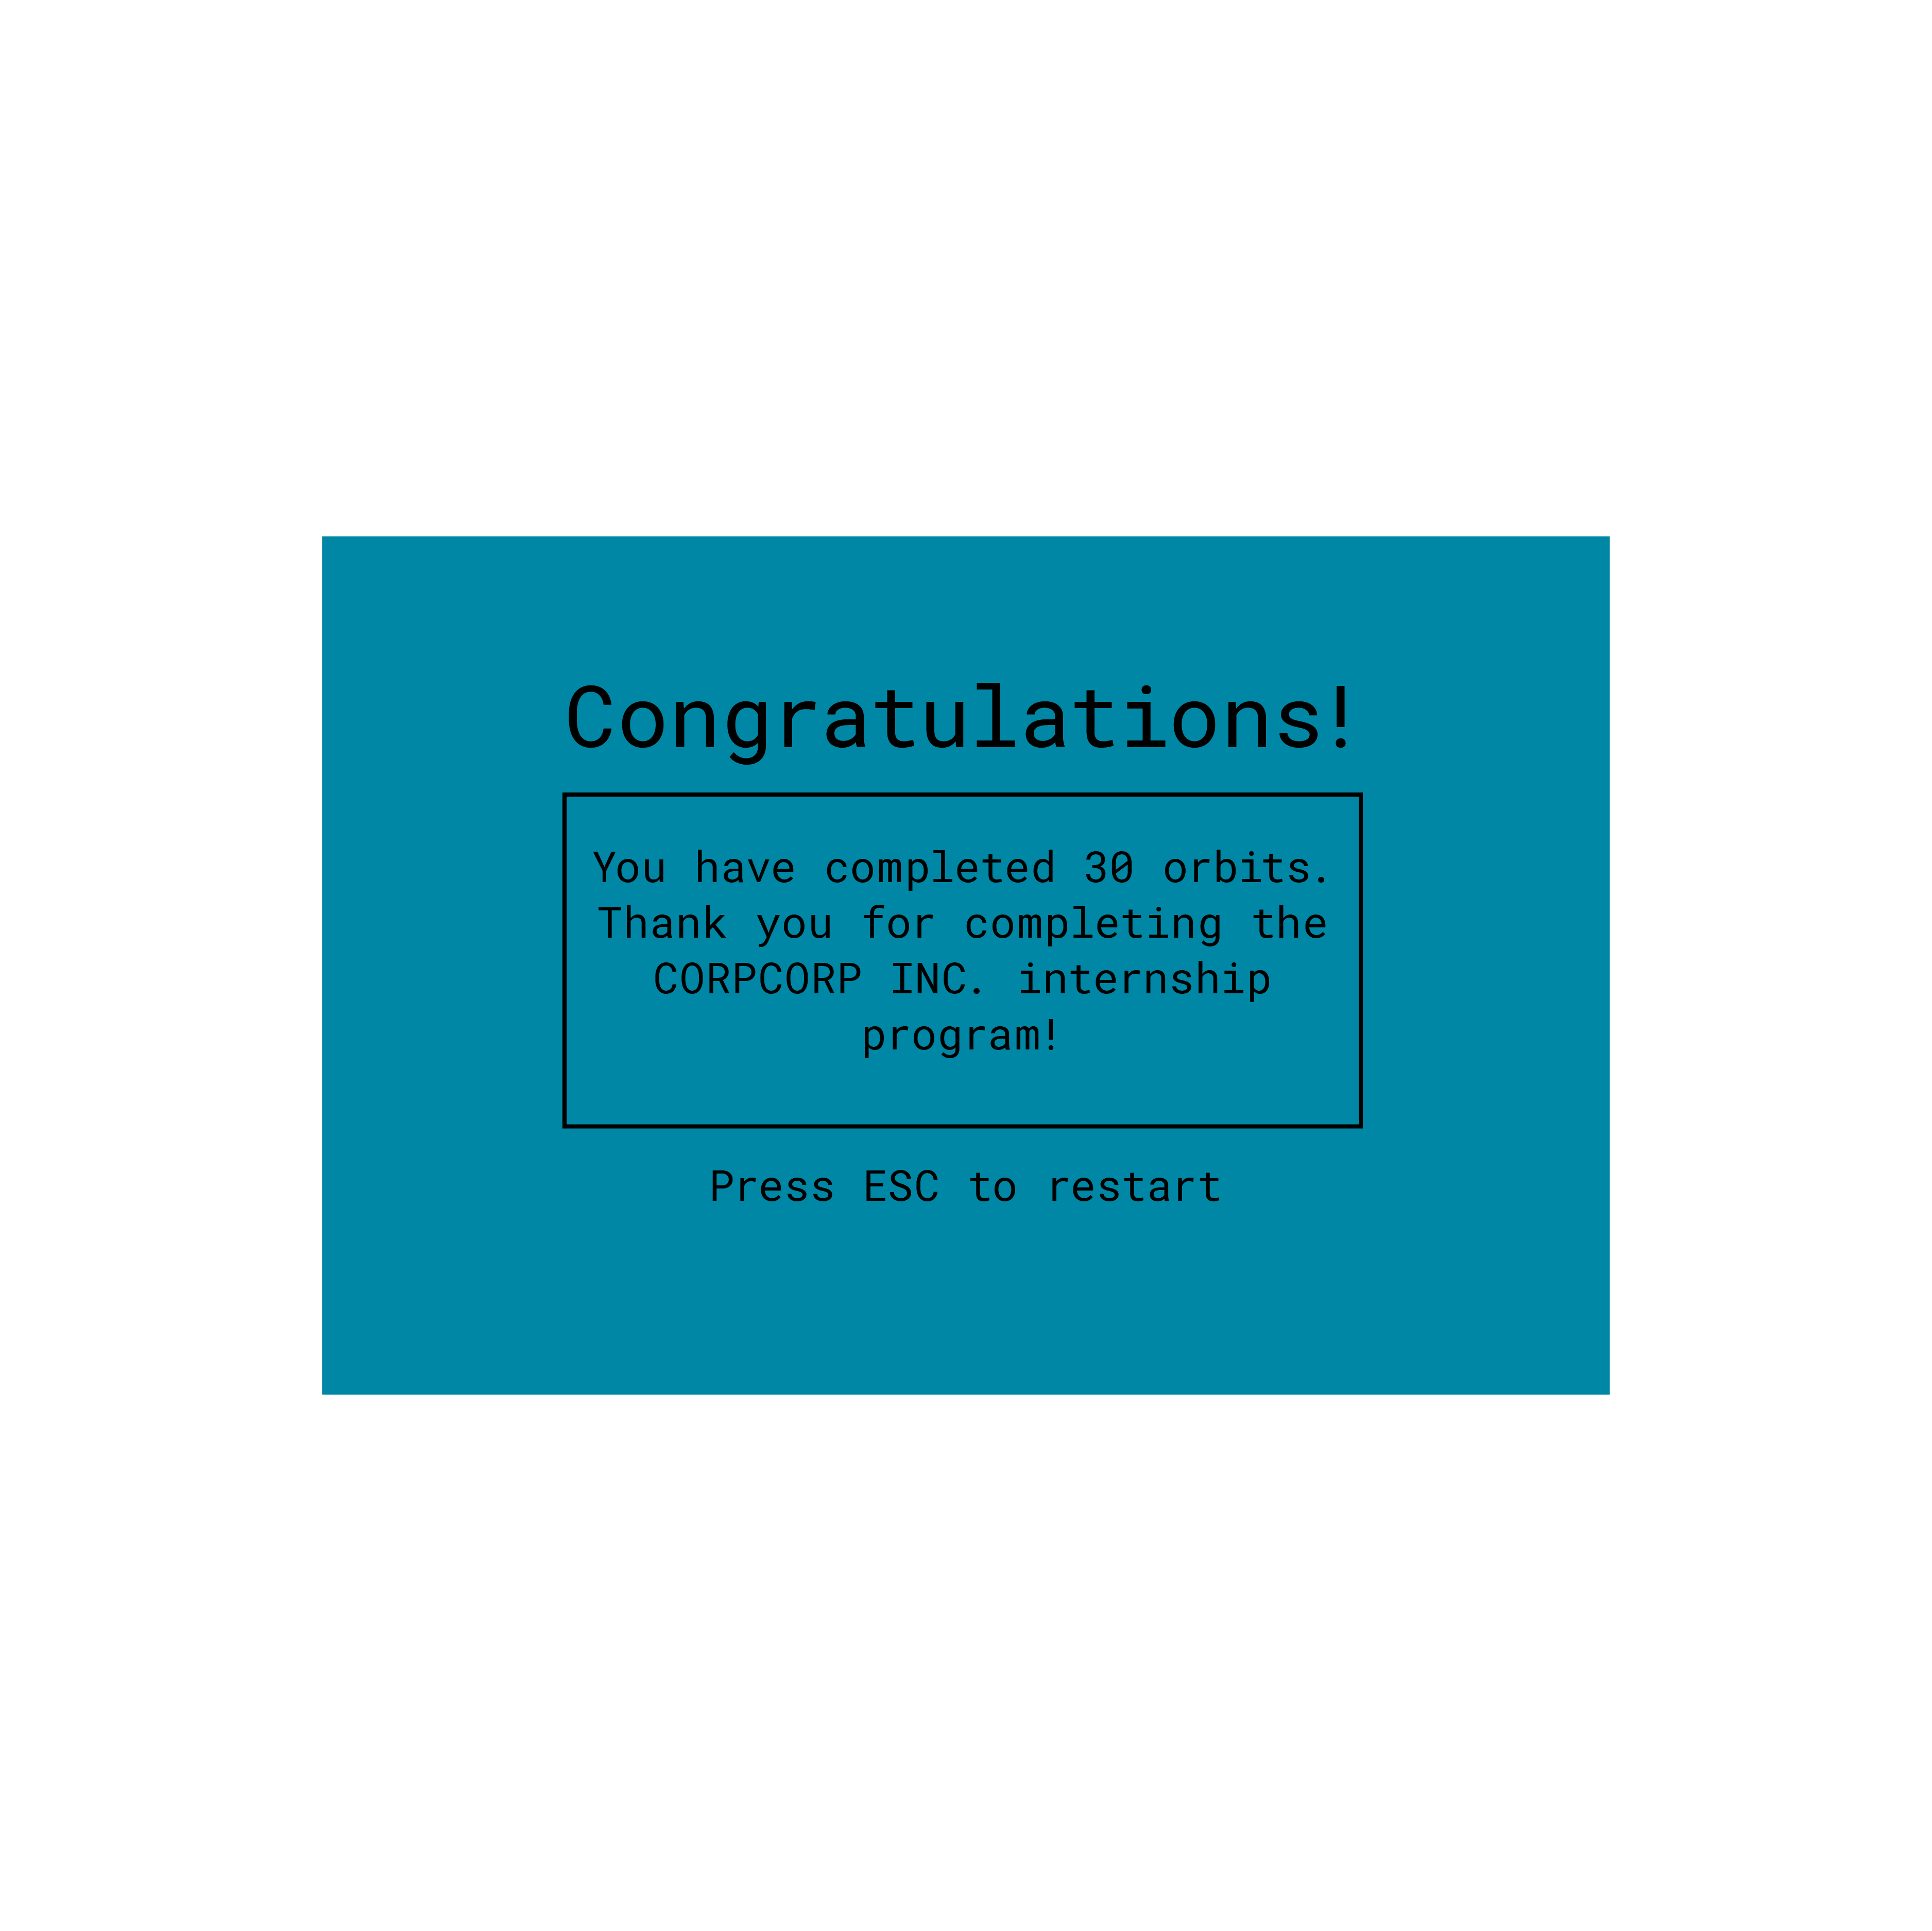 Congratulations!
You have completed 30 orbits.
Thank you for completing the
CORPCORP INC. internship
program!
Press ESC to restart